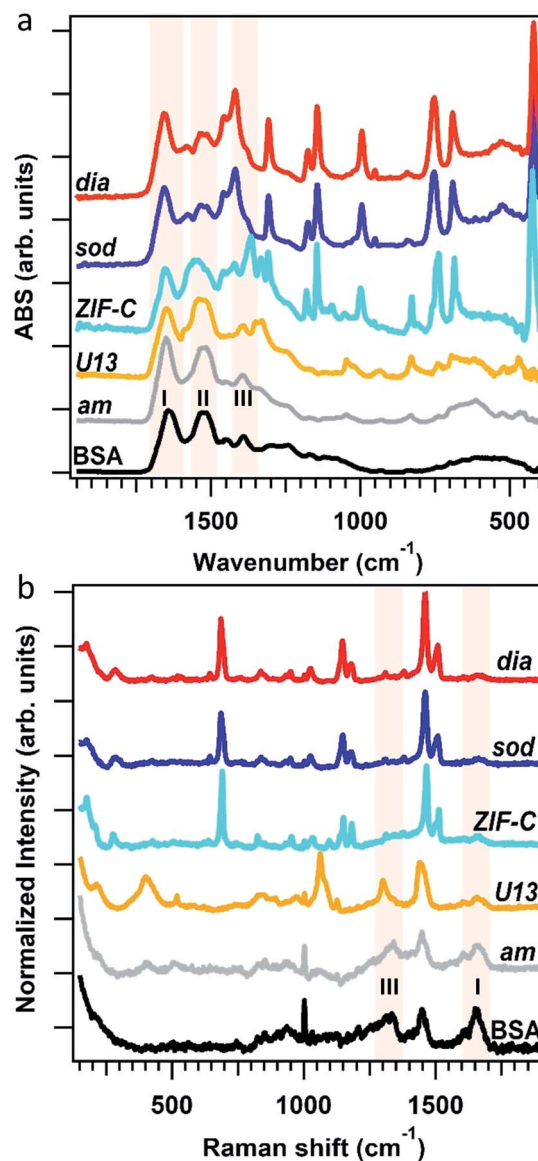 a
ABS (arb. units)
dia
sod
ZIF-C
U13
am
BSA
I II III
1500 1000 500
Wavenumber (cm⁻¹)
b
Normalized Intensity (arb. units)
dia
sod
ZIF-C
U13
am
III I
BSA
500 1000 1500
Raman shift (cm⁻¹)